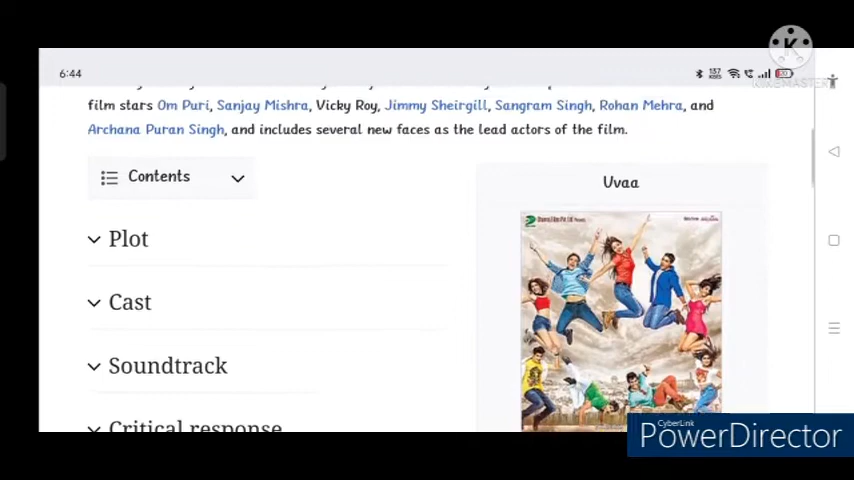 6:44
KINEMASTER
film stars Om Puri, Sanjay Mishra, Vicky Roy, Jimmy Sheirgill, Sangram Singh, Rohan Mehra, and
Archana Puran Singh, and includes several new faces as the lead actors of the film.
Contents
Uvaa
Plot
Cast
Soundtrack
Critical response
CyberLink
PowerDirector